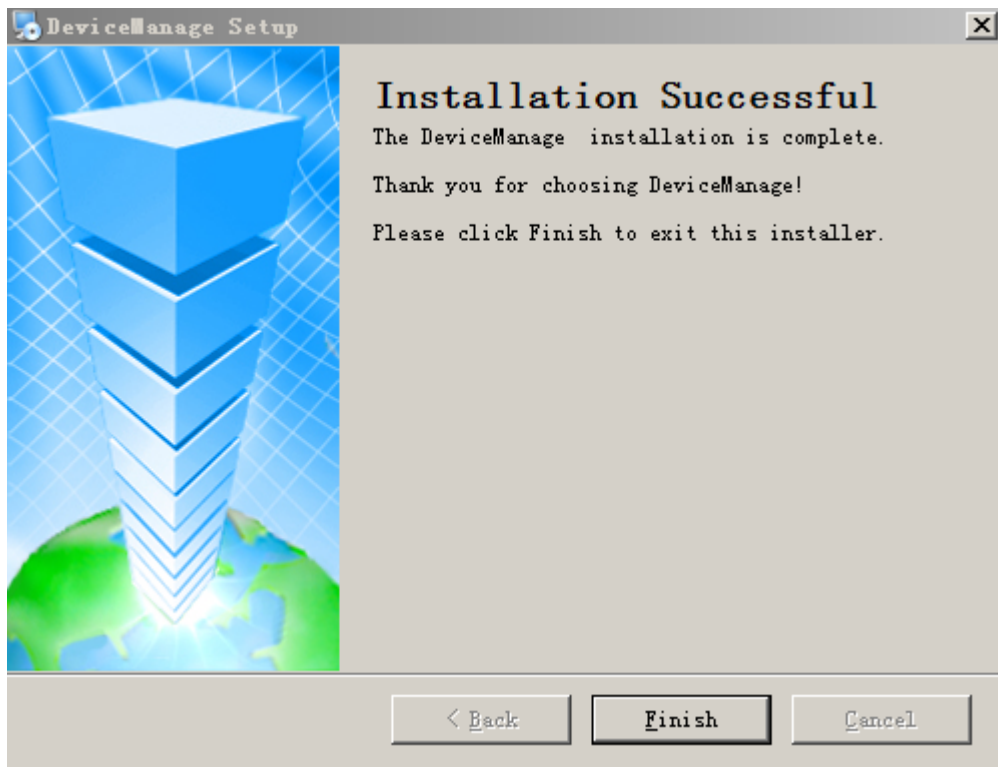 DeviceManage Setup
Installation Successful
The DeviceManage  installation is complete.
Thank you for choosing DeviceManage!
Please click Finish to exit this installer.
< Back
Finish
Cancel